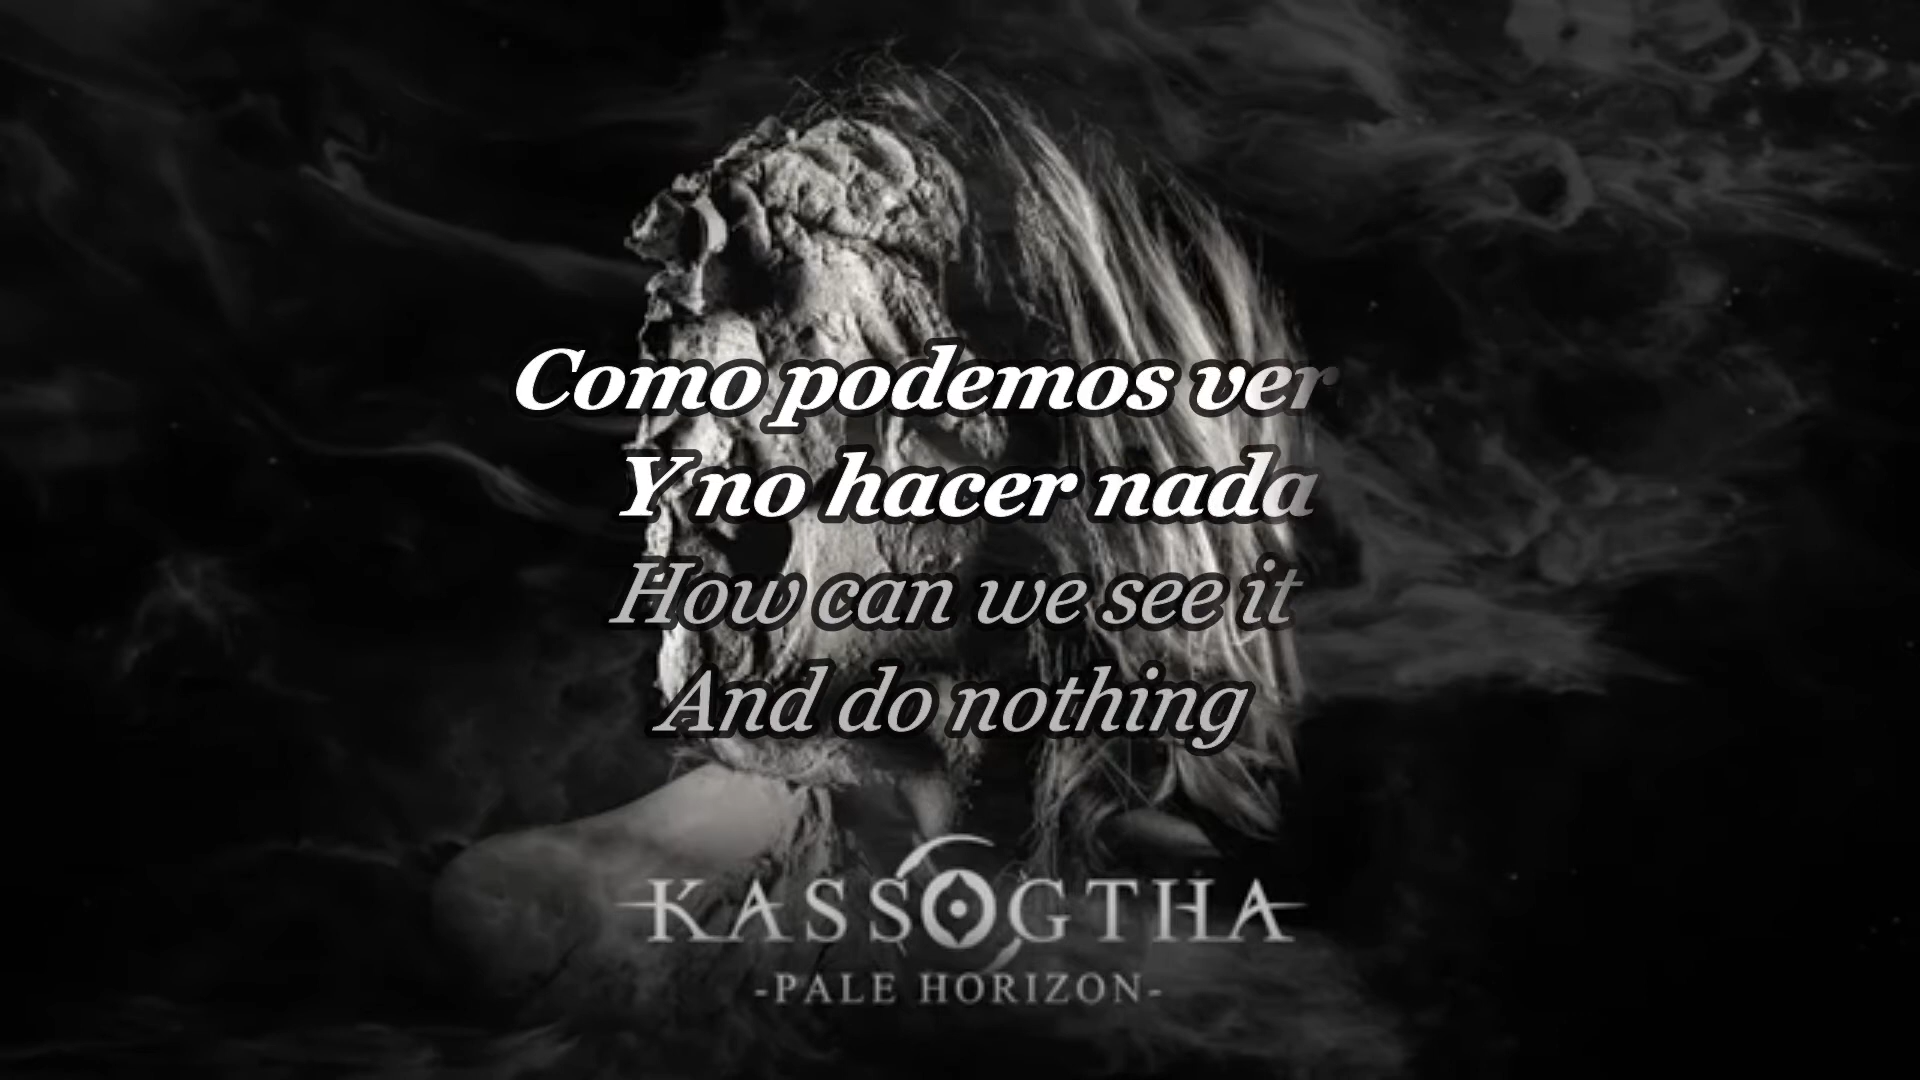 Como podemos ver
Y no hacer nada
How can we see it
And do nothing
KASSOGTHA
-PALE HORIZON-